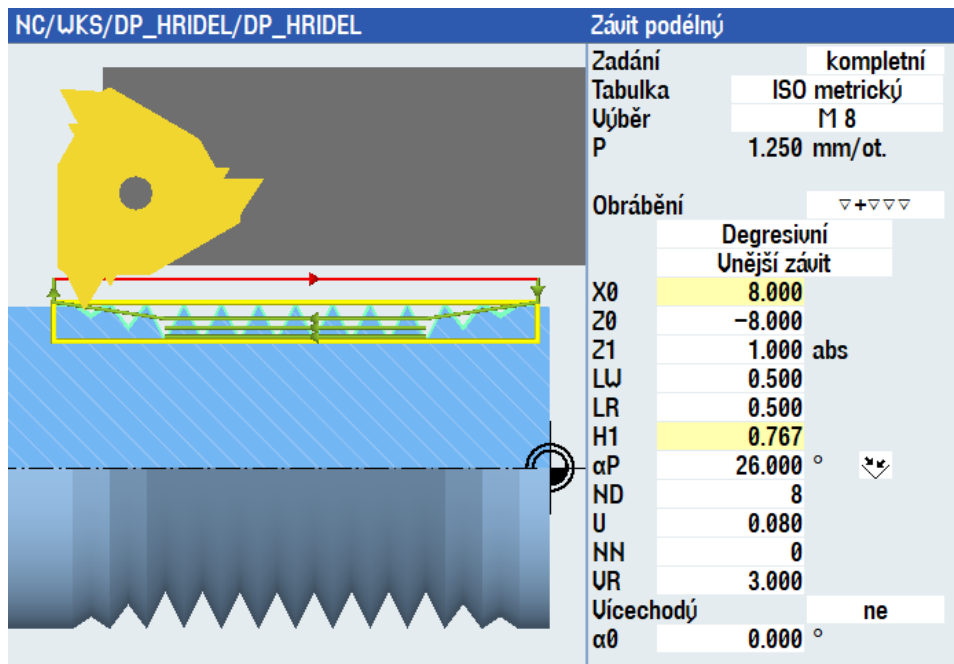 NC/WKS/DP_HRIDEL/DP_HRIDEL
Závit podélný
Zadání kompletní
Tabulka ISO metrický
Výběr M 8
P 1.250 mm/ot.
Obrábění ▽+▽▽▽
Degresivní
Vnější závit
X0 8.000
Z0 -8.000
Z1 1.000 abs
LW 0.500
LR 0.500
H1 0.767
αP 26.000 °
ND 8
U 0.080
NN 0
VR 3.000
Vícechodý ne
α0 0.000 °